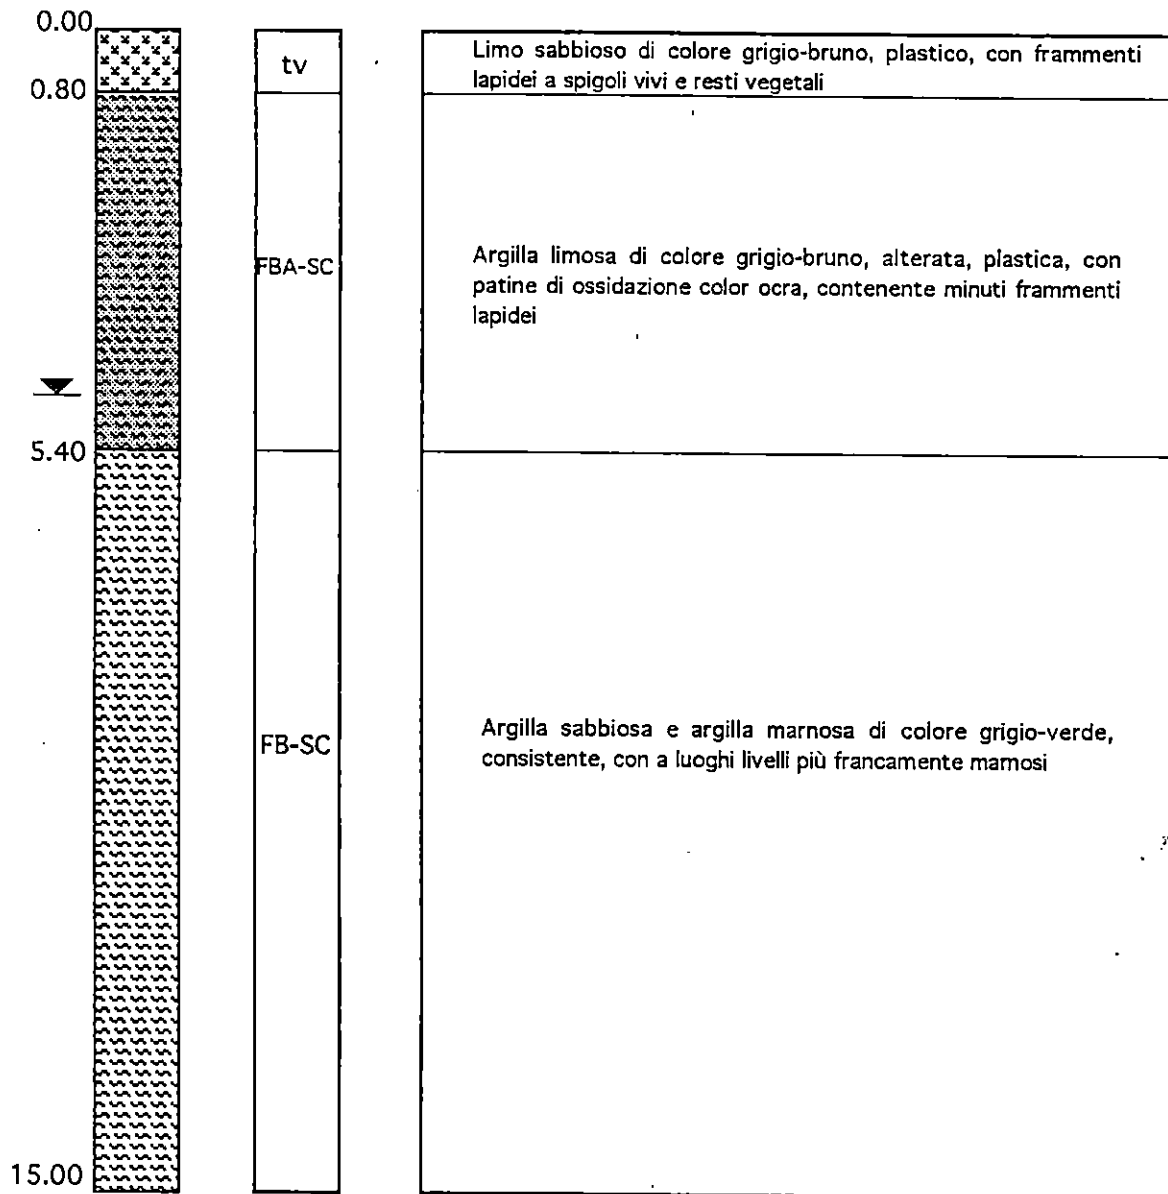 0.00
tv
Limo sabbioso di colore grigio-bruno, plastico, con frammenti
lapidei a spigoli vivi e resti vegetali
0.80
FBA-SC
Argilla limosa di colore grigio-bruno, alterata, plastica, con
patine di ossidazione color ocra, contenente minuti frammenti
lapidei
5.40
FB-SC
Argilla sabbiosa e argilla marnosa di colore grigio-verde,
consistente, con a luoghi livelli più francamente marnosi
15.00